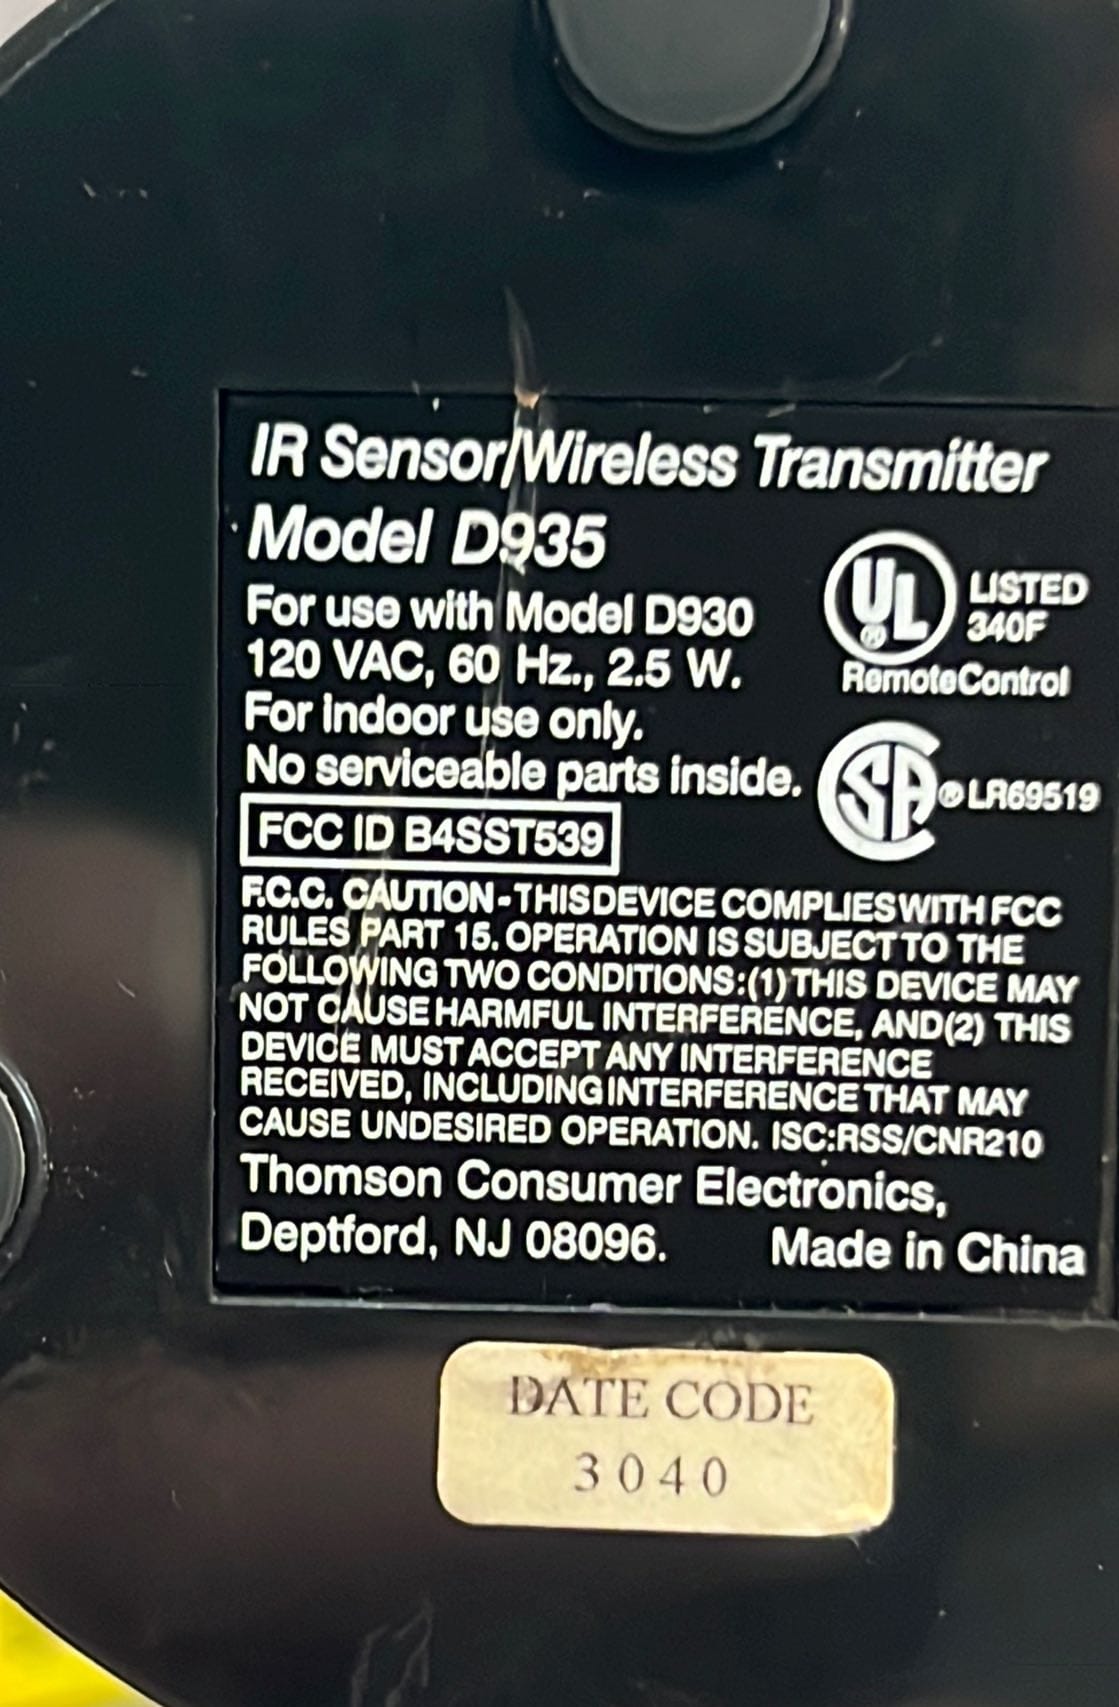 IR Sensor/Wireless Transmitter
Model D935
For use with Model D930
120 VAC, 60 Hz., 2.5 W.
For indoor use only.
No serviceable parts inside.
UL ® LISTED
340F
Remote Control
SA ® LR69519
FCC ID B4SST539
F.C.C. CAUTION - THIS DEVICE COMPLIES WITH FCC
RULES PART 15. OPERATION IS SUBJECT TO THE
FOLLOWING TWO CONDITIONS: (1) THIS DEVICE MAY
NOT CAUSE HARMFUL INTERFERENCE, AND (2) THIS
DEVICE MUST ACCEPT ANY INTERFERENCE
RECEIVED, INCLUDING INTERFERENCE THAT MAY
CAUSE UNDESIRED OPERATION. ISC:RSS/CNR210
Thomson Consumer Electronics,
Deptford, NJ 08096. Made in China
DATE CODE
3040